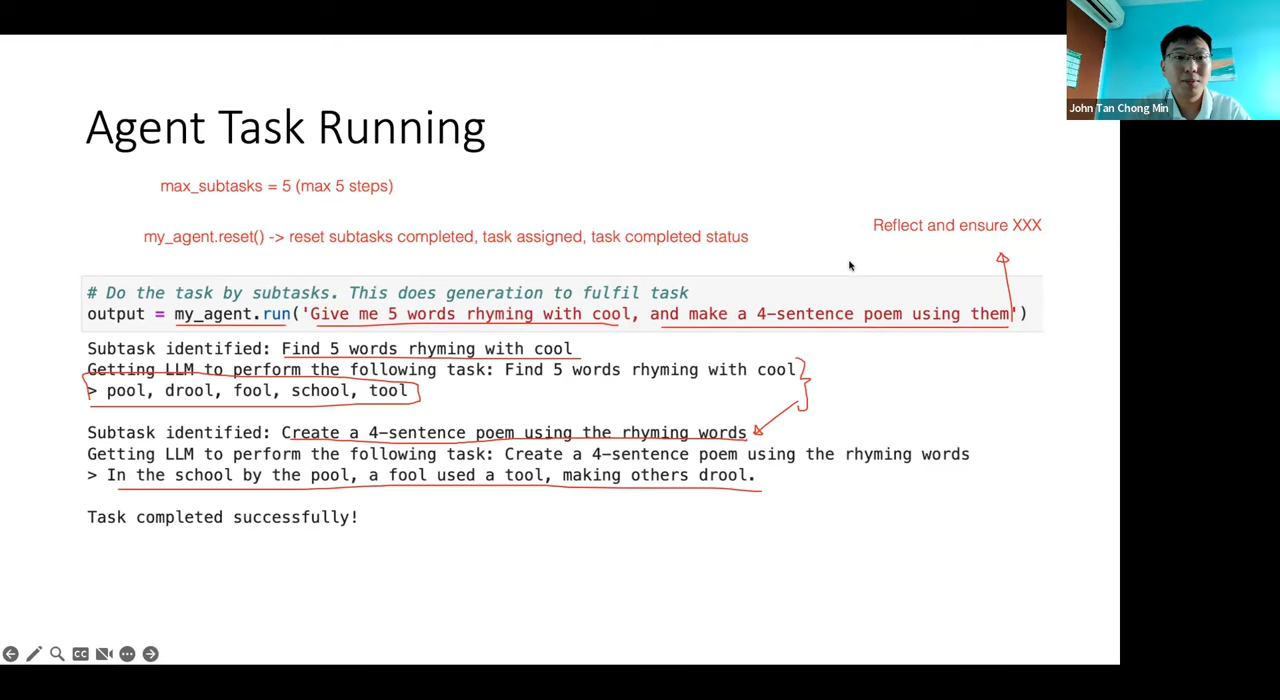 John Tan Chong Min
Agent Task Running
max_subtasks = 5 (max 5 steps)
Reflect and ensure XXX
my_agent.reset() -> reset subtasks completed, task assigned, task completed status
# Do the task by subtasks. This does generation to fulfil task
output = my_agent.run('Give me 5 words rhyming with cool, and make a 4-sentence poem using them')
Subtask identified: Find 5 words rhyming with cool
Getting LLM to perform the following task: Find 5 words rhyming with cool
> pool, drool, fool, school, tool
Subtask identified: Create a 4-sentence poem using the rhyming words
Getting LLM to perform the following task: Create a 4-sentence poem using the rhyming words
> In the school by the pool, a fool used a tool, making others drool.
Task completed successfully!
CC